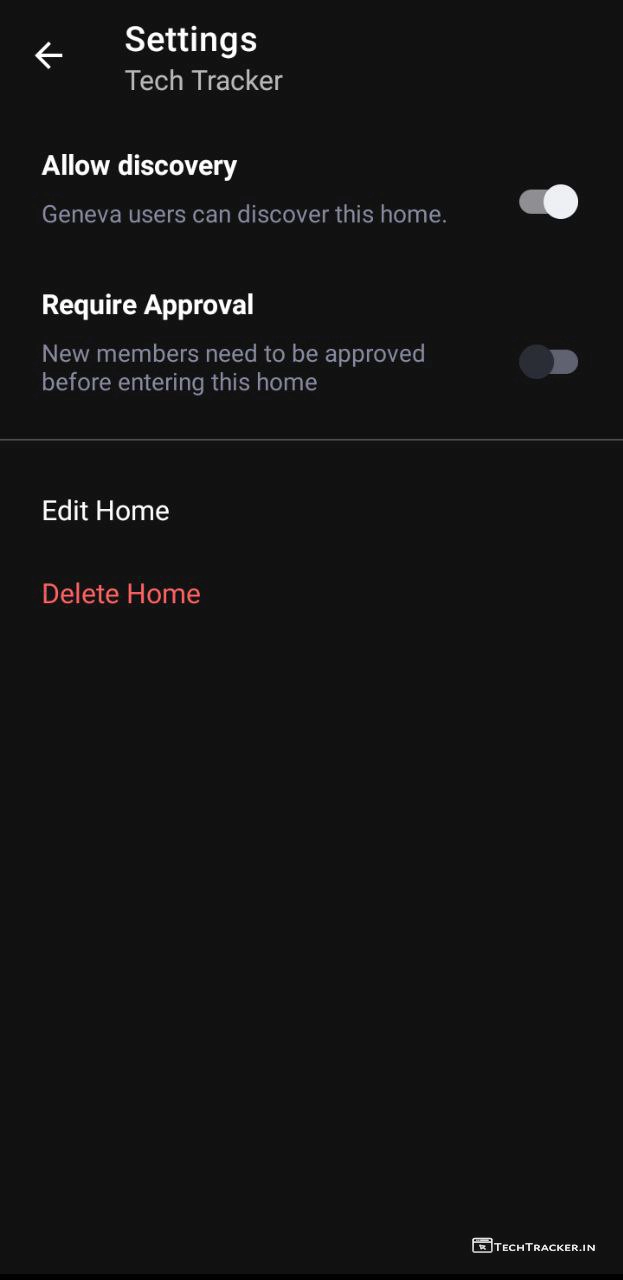 Settings
Tech Tracker
Allow discovery
Geneva users can discover this home.
Require Approval
New members need to be approved
before entering this home
Edit Home
Delete Home
TECHTRACKER.IN